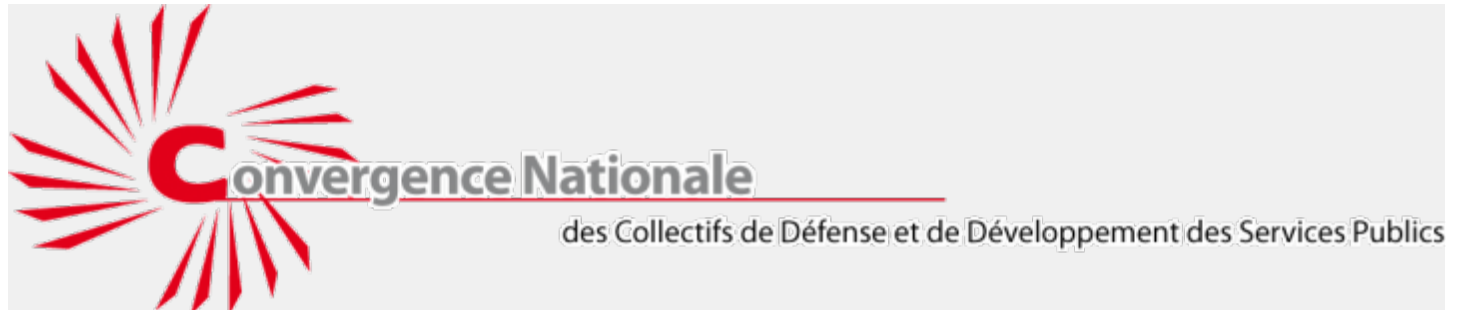 Convergence Nationale
des Collectifs de Défense et de Développement des Services Publics